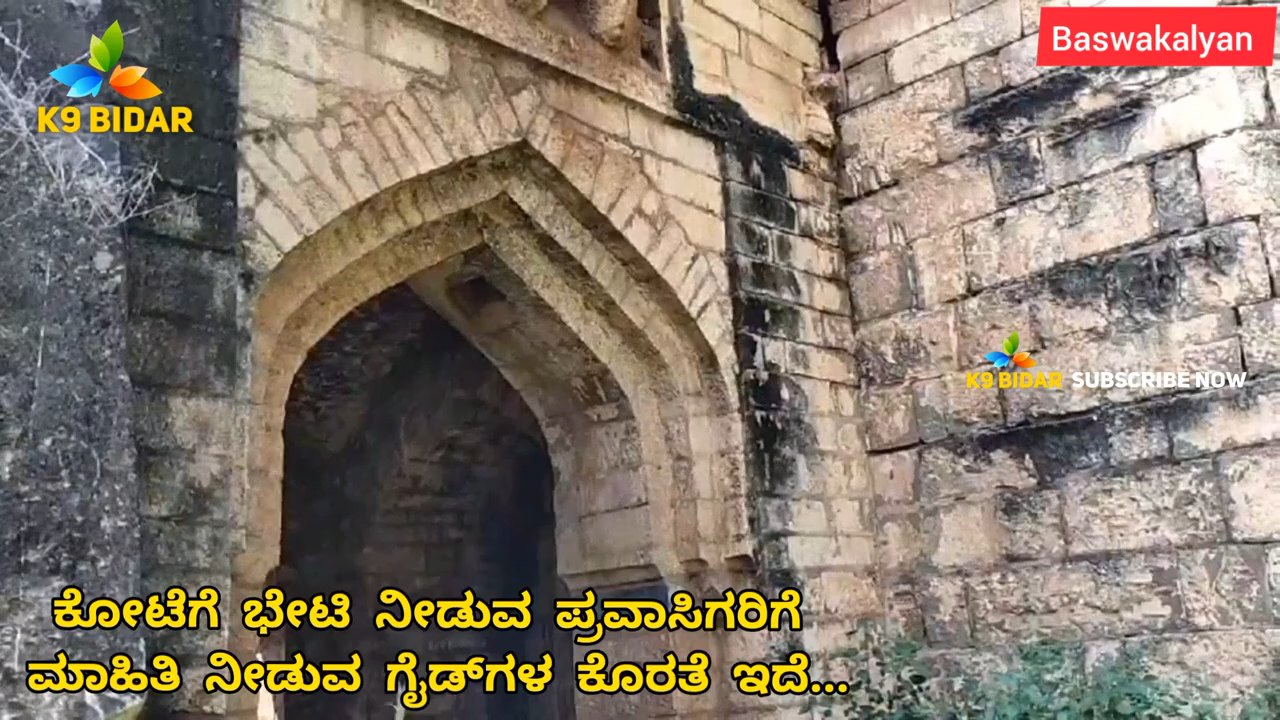 K9 BIDAR
Baswakalyan
K9 BIDAR SUBSCRIBE NOW
ಕೋಟೆಗೆ ಭೇಟಿ ನೀಡುವ ಪ್ರವಾಸಿಗರಿಗೆ
ಮಾಹಿತಿ ನೀಡುವ ಗೈಡ್‌ಗಳ ಕೊರತೆ ಇದೆ...